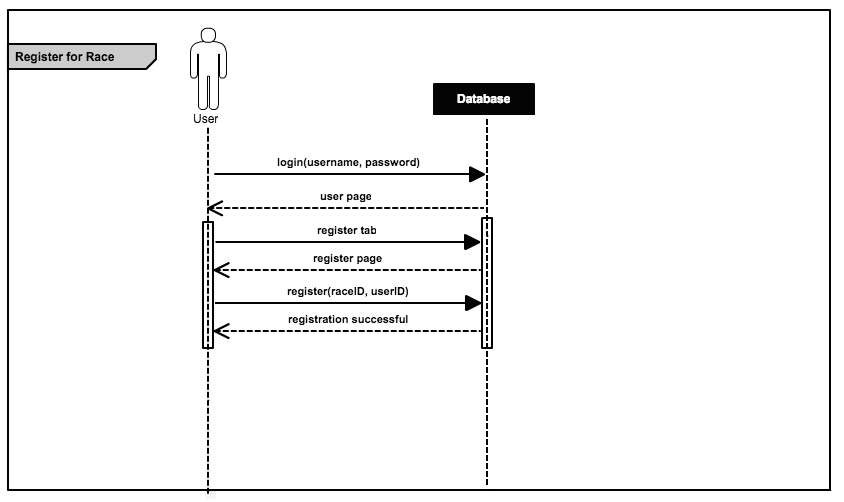 Register for Race
User
Database
login(username, password)
user page
register tab
register page
register(raceID, userID)
registration successful